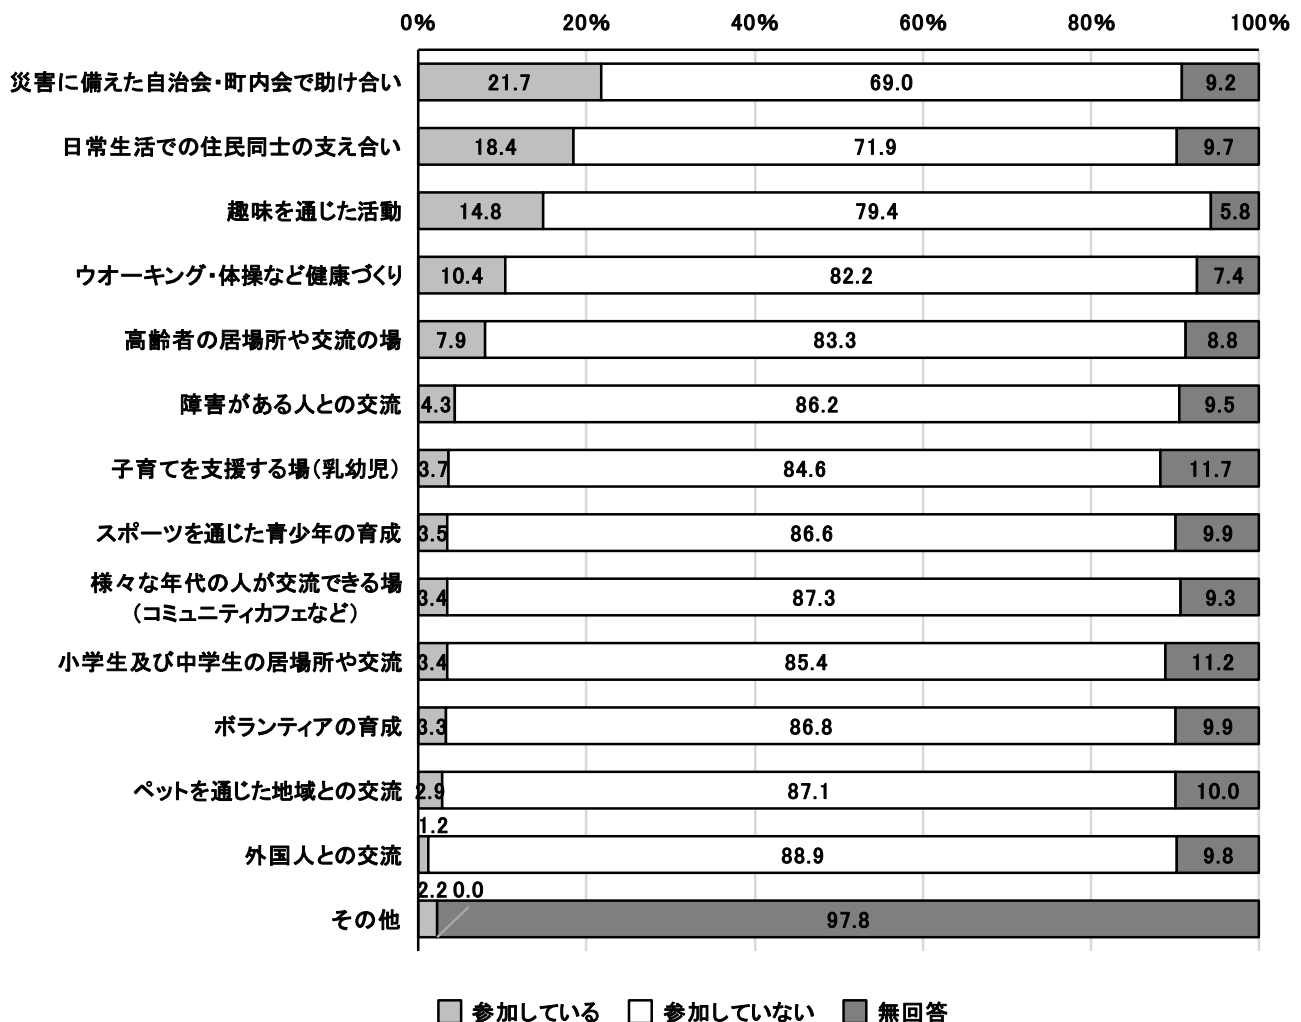 0% 20% 40% 60% 80% 100%
災害に備えた自治会・町内会で助け合い 21.7 69.0 9.2
日常生活での住民同士の支え合い 18.4 71.9 9.7
趣味を通じた活動 14.8 79.4 5.8
ウオーキング・体操など健康づくり 10.4 82.2 7.4
高齢者の居場所や交流の場 7.9 83.3 8.8
障害がある人との交流 4.3 86.2 9.5
子育てを支援する場（乳幼児） 3.7 84.6 11.7
スポーツを通じた青少年の育成 3.5 86.6 9.9
様々な年代の人が交流できる場
（コミュニティカフェなど） 3.4 87.3 9.3
小学生及び中学生の居場所や交流 3.4 85.4 11.2
ボランティアの育成 3.3 86.8 9.9
ペットを通じた地域との交流 2.9 87.1 10.0
1.2
外国人との交流 88.9 9.8
2.2 0.0
その他 97.8
参加している 参加していない 無回答